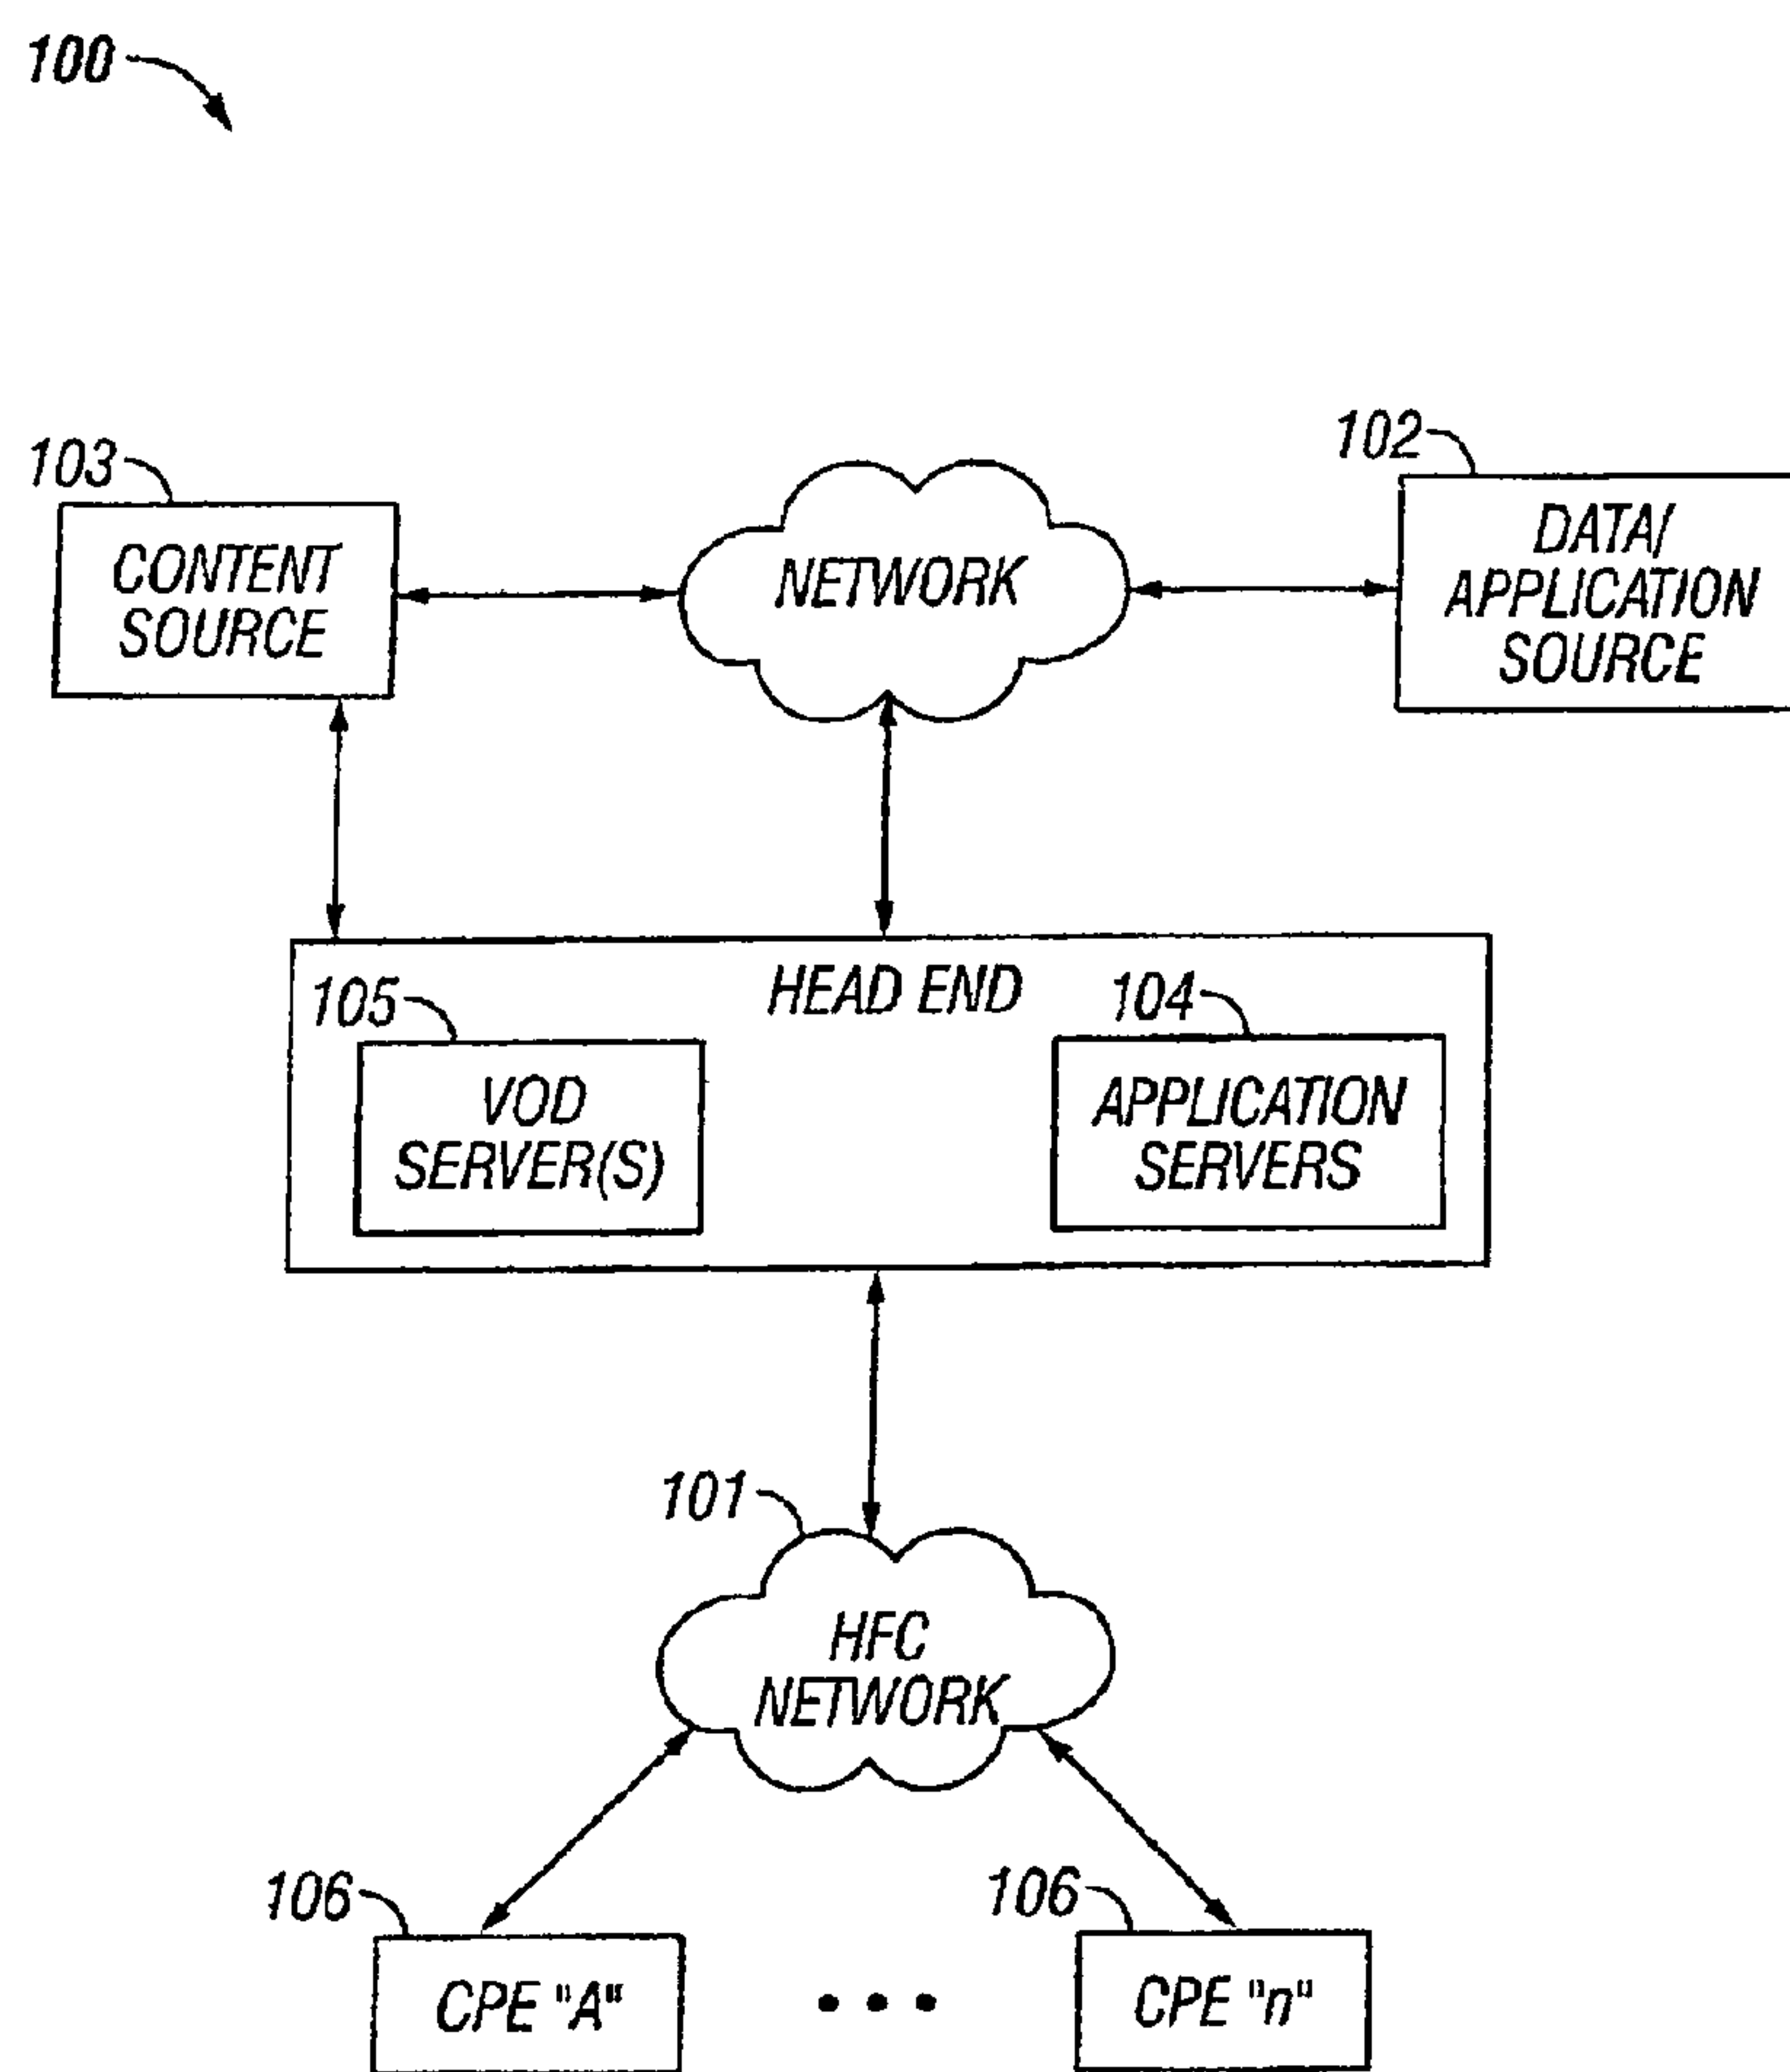 100
103
102
CONTENT
SOURCE
NETWORK
DATA/
APPLICATION
SOURCE
HEAD END
105
104
VOD
SERVER(S)
APPLICATION
SERVERS
101
HFC
NETWORK
106
106
CPE "A"
CPE "n"